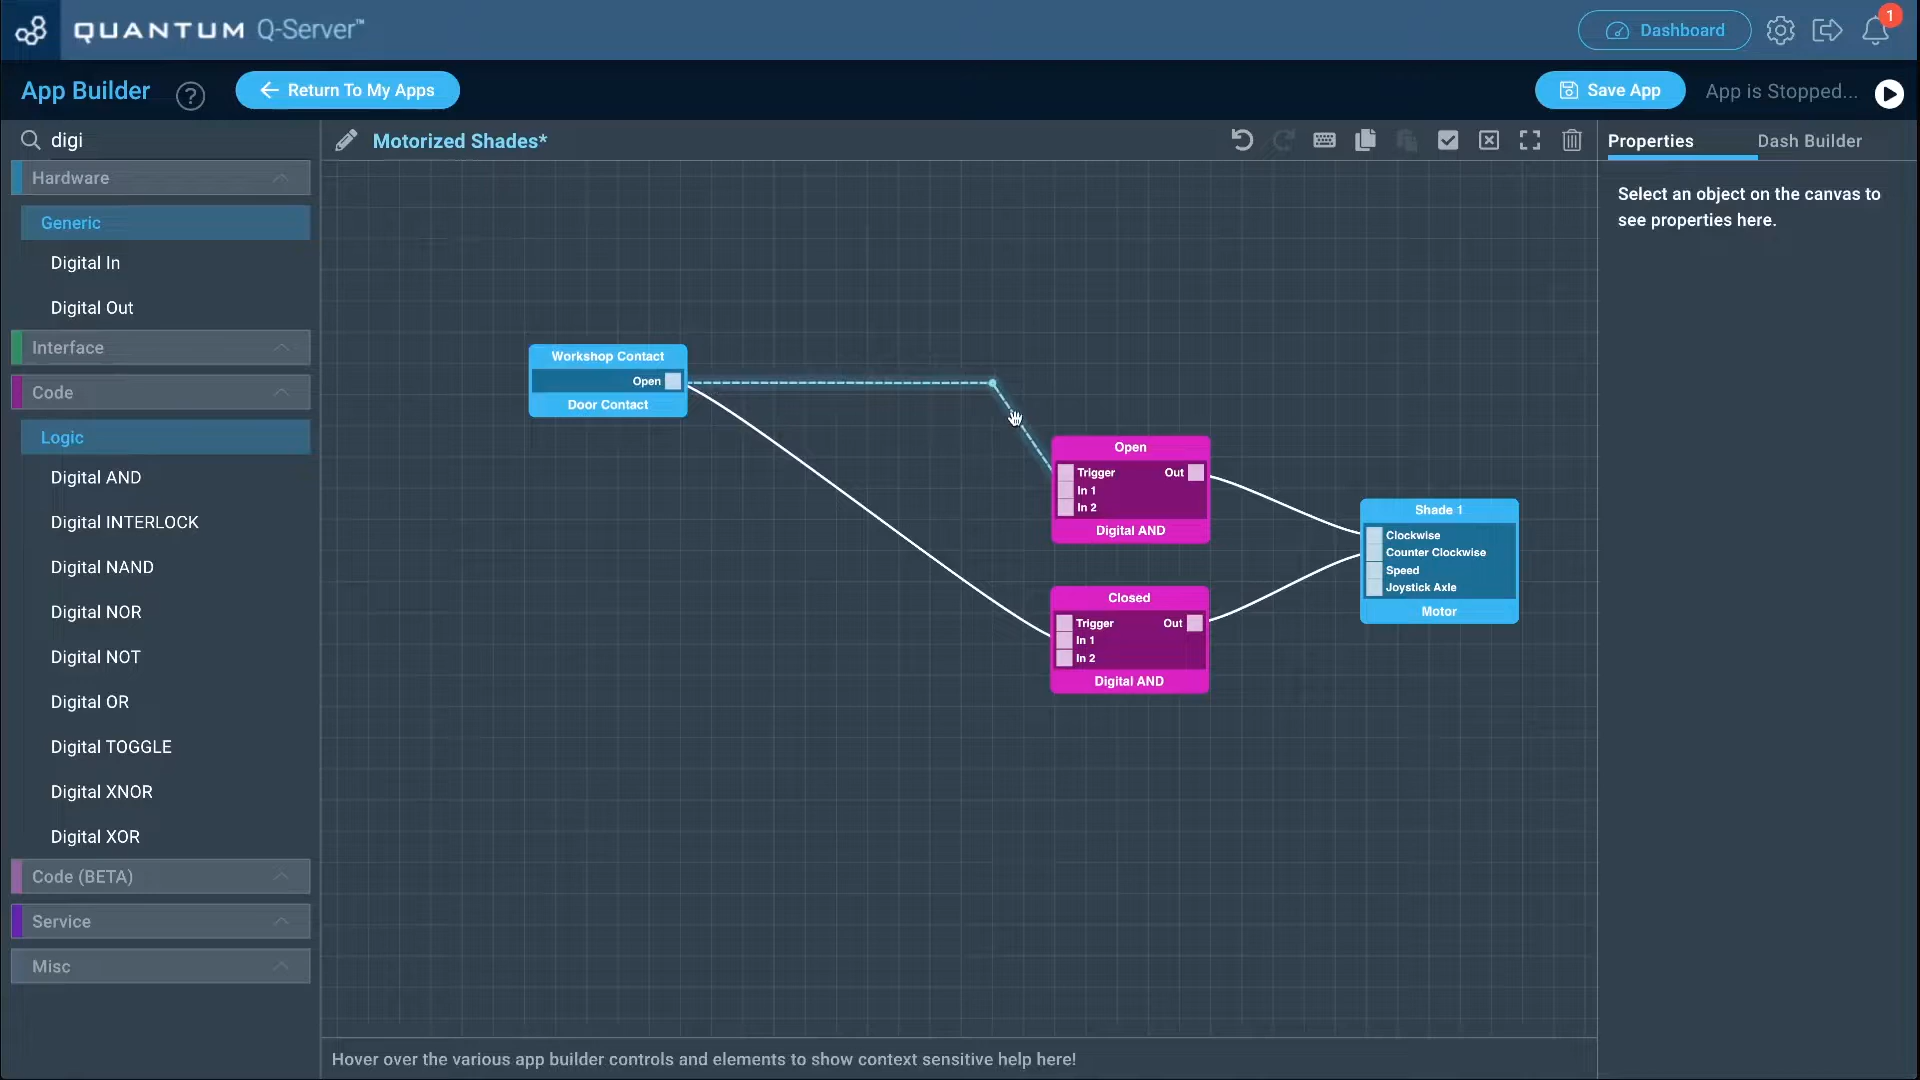 QUANTUM Q-Server™
Dashboard
1
App Builder
?
Return To My Apps
Save App
App is Stopped...
digi
Motorized Shades*
Properties
Dash Builder
Hardware
Generic
Digital In
Digital Out
Interface
Code
Logic
Digital AND
Digital INTERLOCK
Digital NAND
Digital NOR
Digital NOT
Digital OR
Digital TOGGLE
Digital XNOR
Digital XOR
Code (BETA)
Service
Misc
Workshop Contact
Open
Door Contact
Open
Trigger Out
In 1
In 2
Digital AND
Closed
Trigger Out
In 1
In 2
Digital AND
Shade 1
Clockwise
Counter Clockwise
Speed
Joystick Axle
Motor
Select an object on the canvas to
see properties here.
Hover over the various app builder controls and elements to show context sensitive help here!